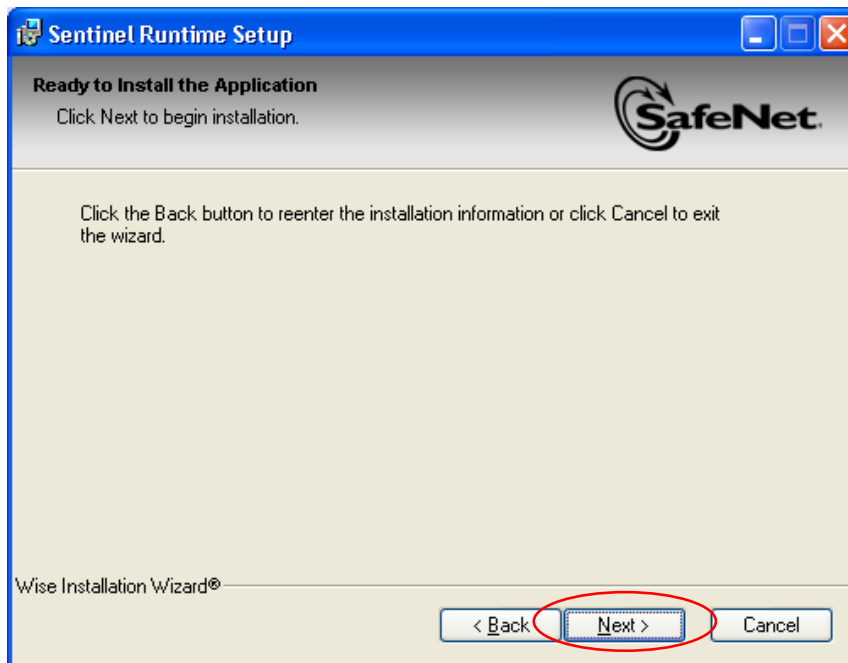 Sentinel Runtime Setup
Ready to Install the Application
Click Next to begin installation.
SafeNet.
Click the Back button to reenter the installation information or click Cancel to exit
the wizard.
Wise Installation Wizard®
< Back
Next >
Cancel